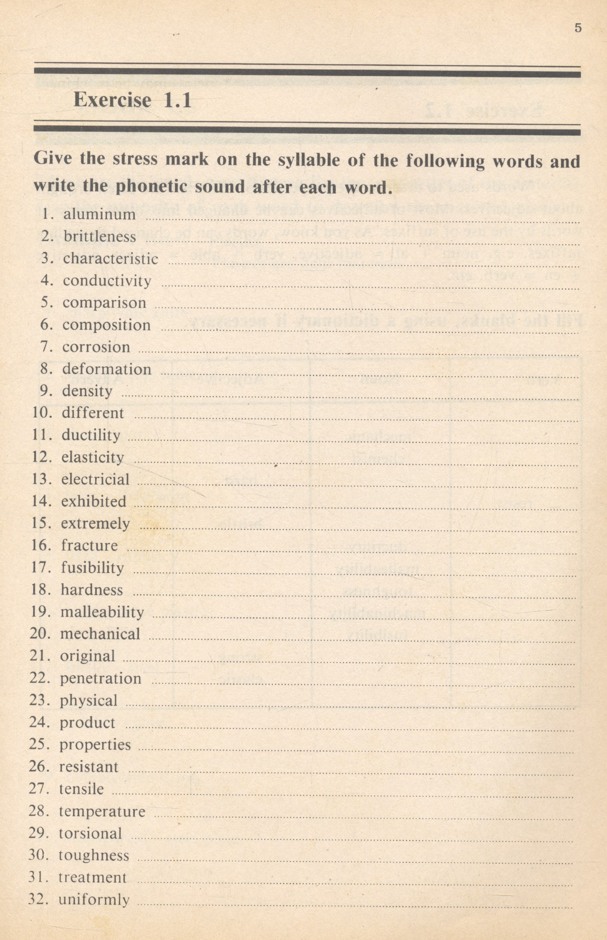 5
Exercise 1.1
Give the stress mark on the syllable of the following words and
write the phonetic sound after each word.
1. aluminum
2. brittleness
3. characteristic
4. conductivity
5. comparison
6. composition
7. corrosion
8. deformation
9. density
10. different
11. ductility
12. elasticity
13. electricial
14. exhibited
15. extremely
16. fracture
17. fusibility
18. hardness
19. malleability
20. mechanical
21. original
22. penetration
23. physical
24. product
25. properties
26. resistant
27. tensile
28. temperature
29. torsional
30. toughness
31. treatment
32. uniformly